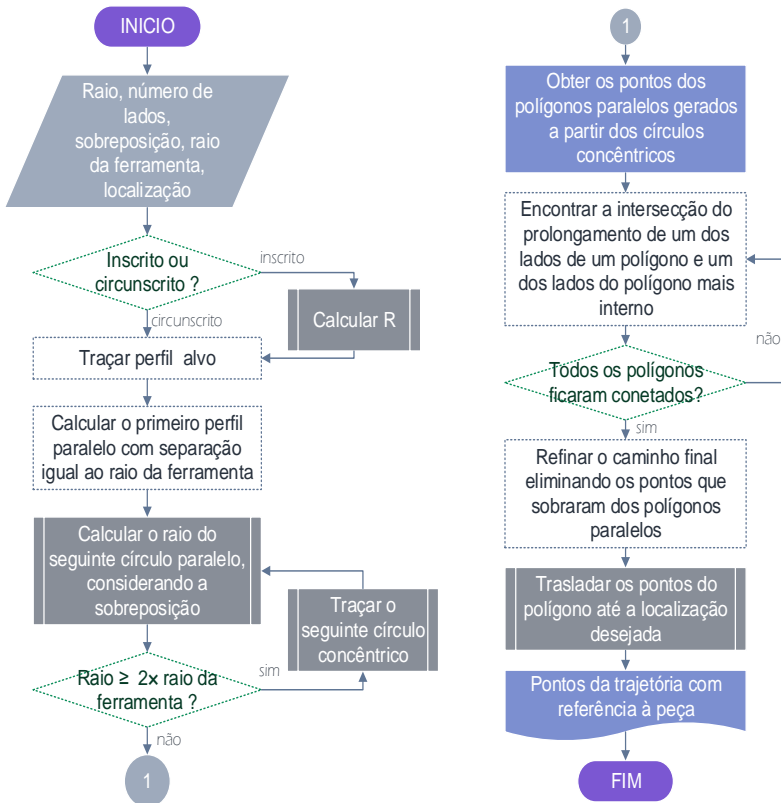 INICIO
Raio, número de
lados,
sobreposição, raio
da ferramenta,
localização
Inscrito ou
circunscrito ?
inscrito
Calcular R
circunscrito
Traçar perfil alvo
Calcular o primeiro perfil
paralelo com separação
igual ao raio da ferramenta
Calcular o raio do
seguinte círculo paralelo,
considerando a
sobreposição
Traçar o
seguinte círculo
concêntrico
Raio ≥ 2× raio da
ferramenta ?
sim
não
1
1
Obter os pontos dos
polígonos paralelos gerados
a partir dos círculos
concêntricos
Encontrar a intersecção do
prolongamento de um dos
lados de um polígono e um
dos lados do polígono mais
interno
não
Todos os polígonos
ficaram conetados?
sim
Refinar o caminho final
eliminando os pontos que
sobraram dos polígonos
paralelos
Trasladar os pontos do
polígono até a localização
desejada
Pontos da trajetória com
referência à peça
FIM